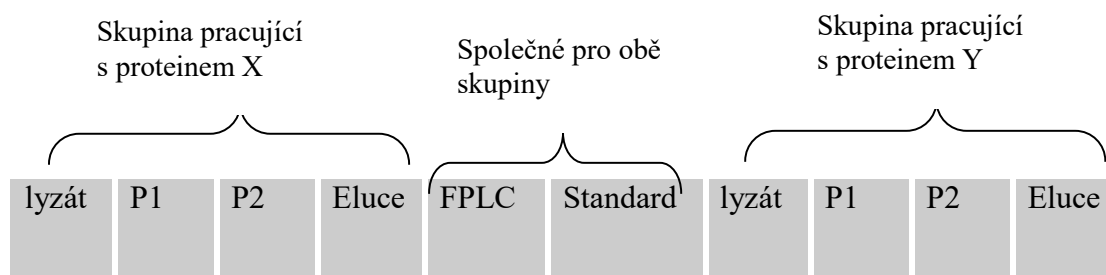 Skupina pracující
s proteinem X
Společné pro obě
skupiny
Skupina pracující
s proteinem Y
lyzát P1 P2 Eluce FPLC Standard lyzát P1 P2 Eluce